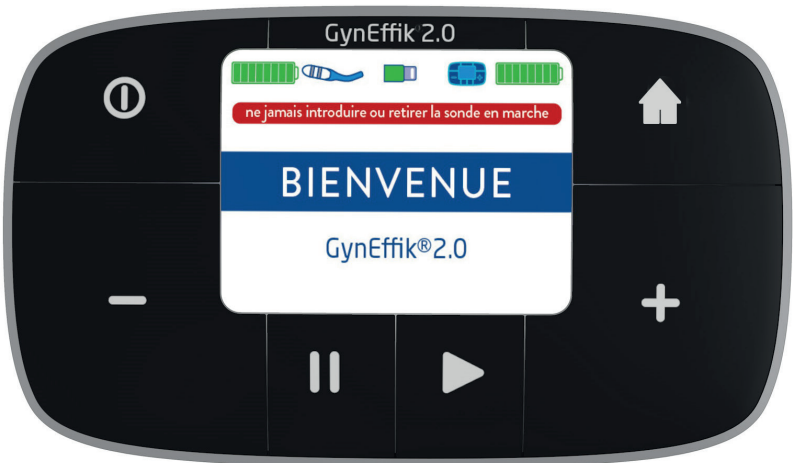 GynEffik 2.0
ne jamais introduire ou retirer la sonde en marche
BIENVENUE
GynEffik®2.0